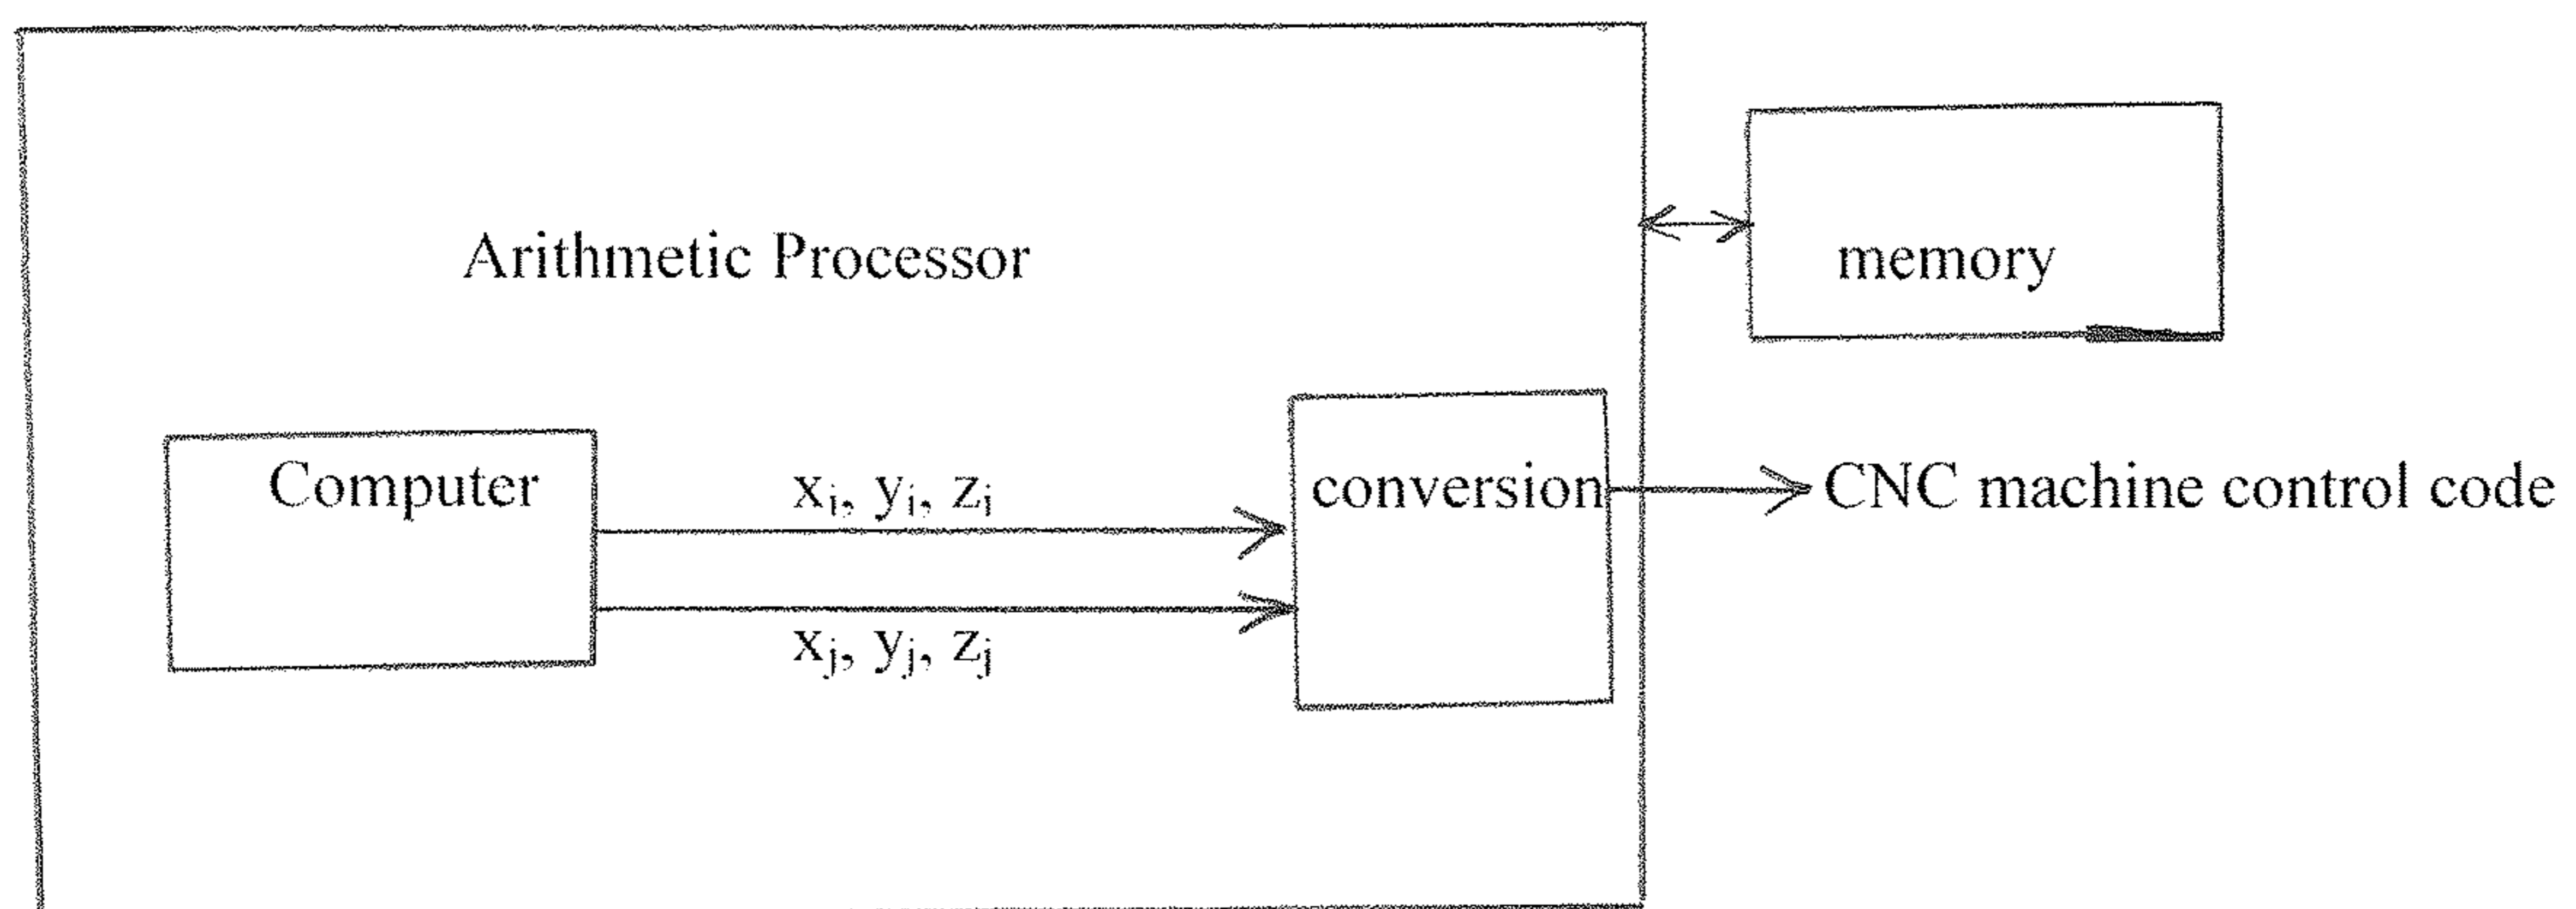 Arithmetic Processor
memory
Computer
xᵢ, yᵢ, zᵢ
conversion
CNC machine control code
xⱼ, yⱼ, zⱼ